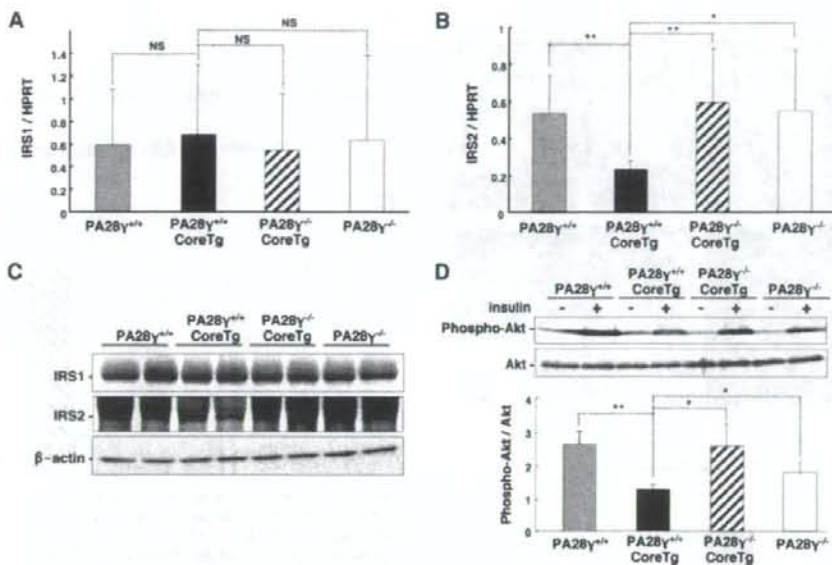 A
NS
NS
NS
IRS1 / HPRT
1.4
1.2
1
0.8
0.6
0.4
0.2
0
PA28γ+/+
PA28γ+/+ CoreTg
PA28γ-/- CoreTg
PA28γ-/-
B
*
**
**
IRS2 / HPRT
1
0.8
0.6
0.4
0.2
0
PA28γ+/+
PA28γ+/+ CoreTg
PA28γ-/- CoreTg
PA28γ-/-
C
PA28γ+/+
PA28γ+/+ CoreTg
PA28γ-/- CoreTg
PA28γ-/-
IRS1
IRS2
β-actin
D
PA28γ+/+
PA28γ+/+ CoreTg
PA28γ-/- CoreTg
PA28γ-/-
insulin - + - + - + - +
Phospho-Akt
Akt
**
Phospho-Akt / Akt
4
3
2
1
0
PA28γ+/+
PA28γ+/+ CoreTg
PA28γ-/- CoreTg
PA28γ-/-